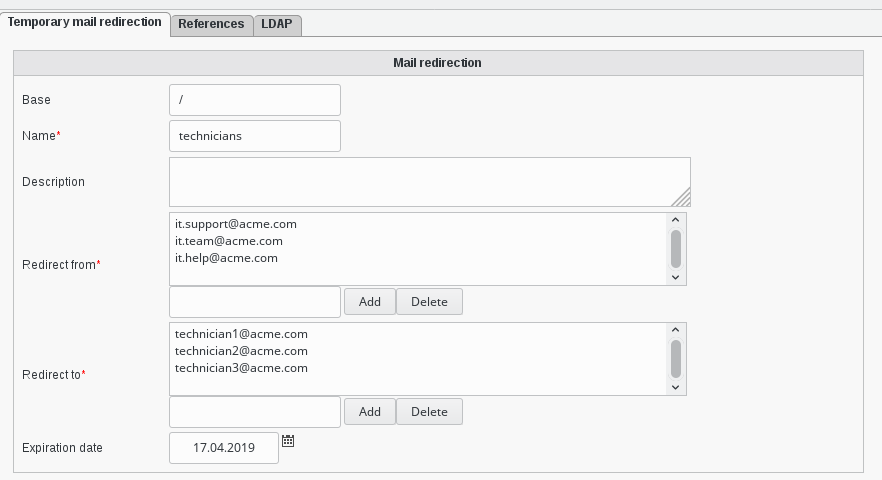 Temporary mail redirection References LDAP
Mail redirection
Base /
Name* technicians
Description
Redirect from*
it.support@acme.com
it.team@acme.com
it.help@acme.com
Add Delete
Redirect to*
technician1@acme.com
technician2@acme.com
technician3@acme.com
Add Delete
Expiration date 17.04.2019